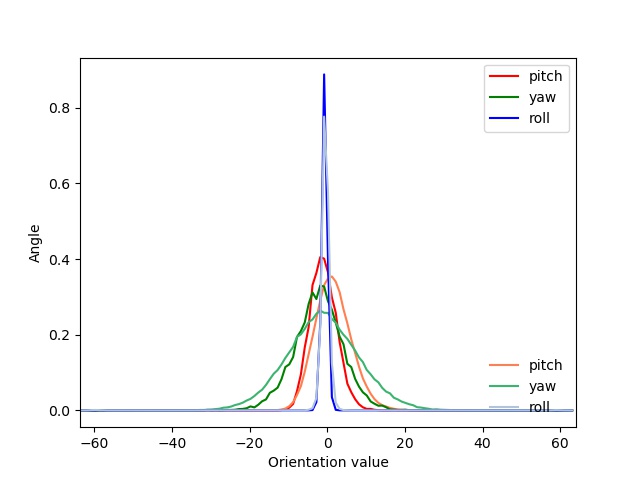 pitch
yaw
roll
0.8
0.6
0.4
0.2
0.0
Angle
pitch
yaw
roll
−60
−40
−20
0
20
40
60
Orientation value